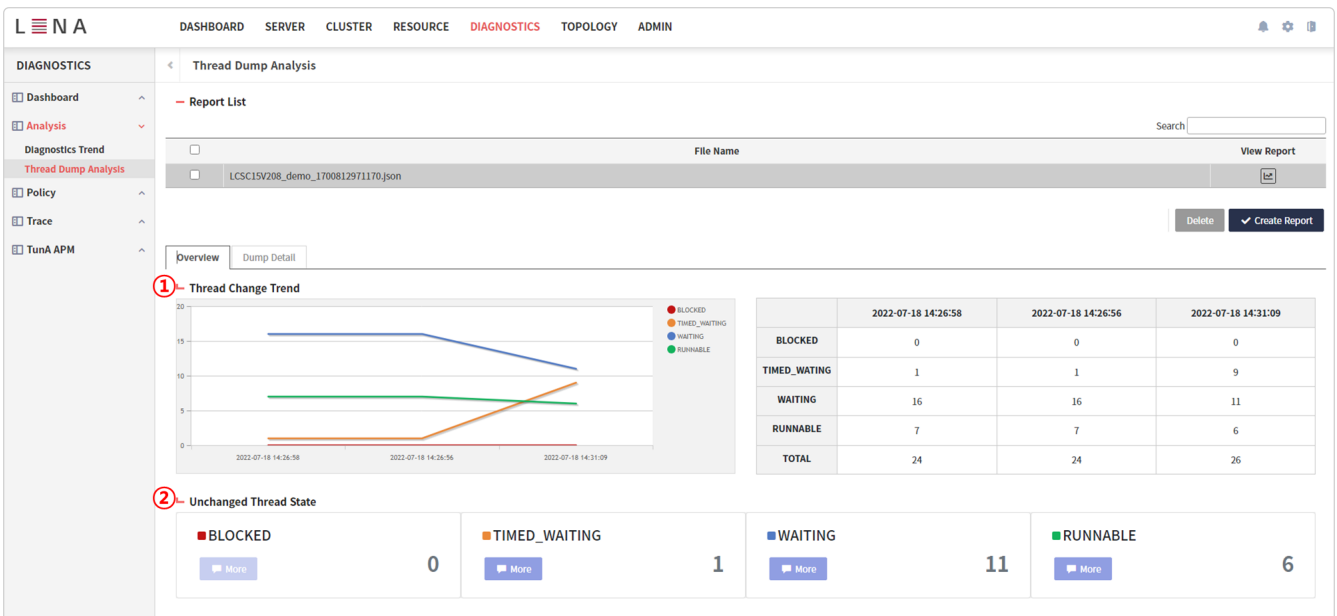 LENA
DASHBOARD SERVER CLUSTER RESOURCE DIAGNOSTICS TOPOLOGY ADMIN
DIAGNOSTICS
Dashboard
Analysis
Diagnostics Trend
Thread Dump Analysis
Policy
Trace
TunA APM
Thread Dump Analysis
Report List
Search
File Name View Report
LCSC15V208_demo_1700812971170.json
Delete Create Report
Overview Dump Detail
① Thread Change Trend
20
15
10
5
0
2022-07-18 14:26:58 2022-07-18 14:26:56 2022-07-18 14:31:09
BLOCKED
TIMED_WAITING
WAITING
RUNNABLE
2022-07-18 14:26:58 2022-07-18 14:26:56 2022-07-18 14:31:09
BLOCKED 0 0 0
TIMED_WATING 1 1 9
WAITING 16 16 11
RUNNABLE 7 7 6
TOTAL 24 24 26
② Unchanged Thread State
BLOCKED
More 0
TIMED_WAITING
More 1
WAITING
More 11
RUNNABLE
More 6